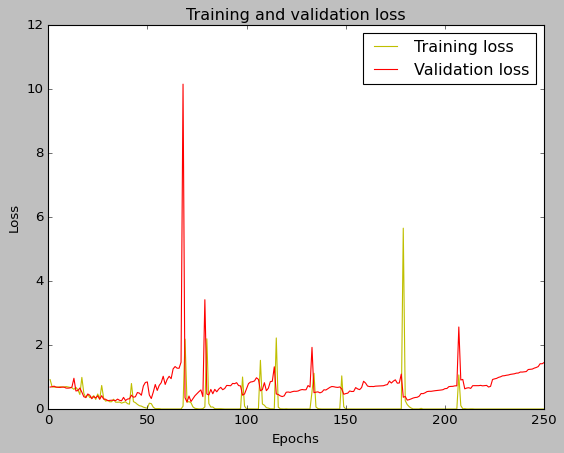 Training and validation loss
12
10
8
6
4
2
0
Loss
Training loss
Validation loss
0 50 100 150 200 250
Epochs